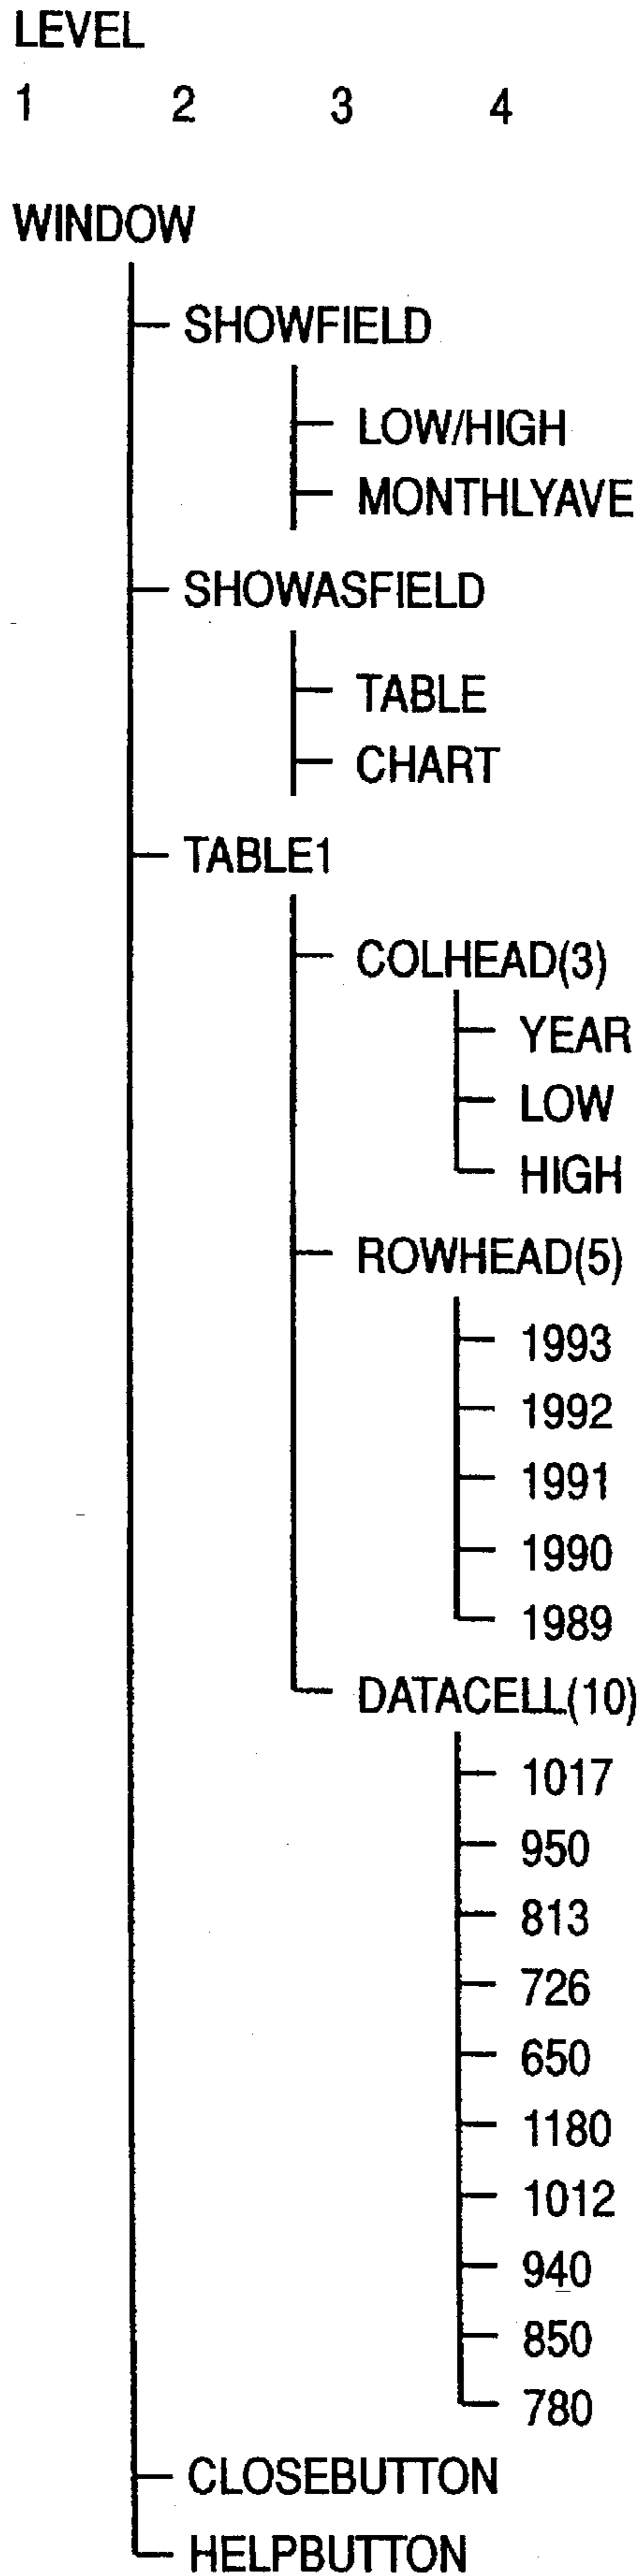 LEVEL
1 2 3 4
WINDOW
SHOWFIELD
LOW/HIGH
MONTHLYAVE
SHOWASFIELD
TABLE
CHART
TABLE1
COLHEAD(3)
YEAR
LOW
HIGH
ROWHEAD(5)
1993
1992
1991
1990
1989
DATACELL(10)
1017
950
813
726
650
1180
1012
940
850
780
CLOSEBUTTON
HELPBUTTON